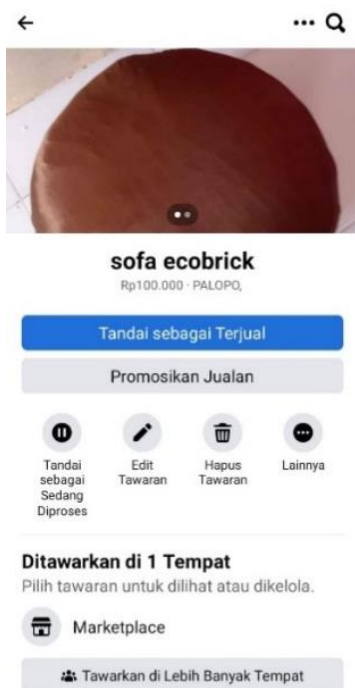 sofa ecobrick
Rp100.000 · PALOPO,
Tandai sebagai Terjual
Promosikan Jualan
Tandai
sebagai
Sedang
Diproses
Edit
Tawaran
Hapus
Tawaran
Lainnya
Ditawarkan di 1 Tempat
Pilih tawaran untuk dilihat atau dikelola.
Marketplace
Tawarkan di Lebih Banyak Tempat